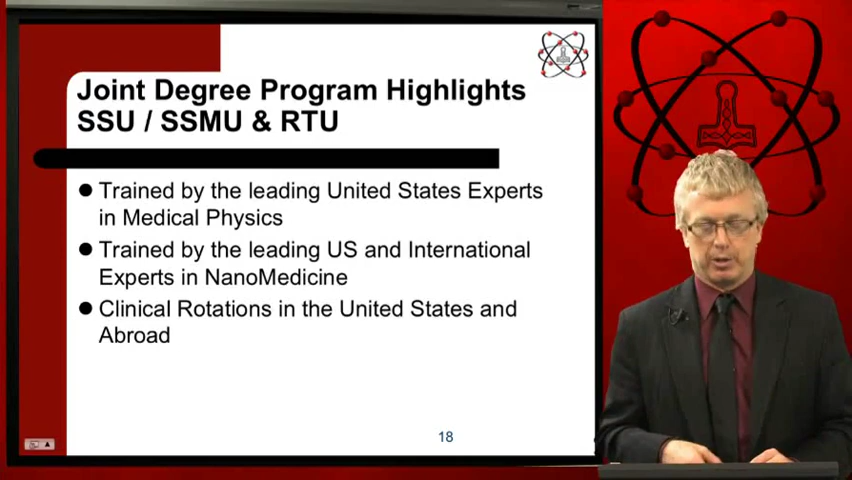 Joint Degree Program Highlights
SSU / SSMU & RTU
Trained by the leading United States Experts
in Medical Physics
Trained by the leading US and International
Experts in NanoMedicine
Clinical Rotations in the United States and
Abroad
18